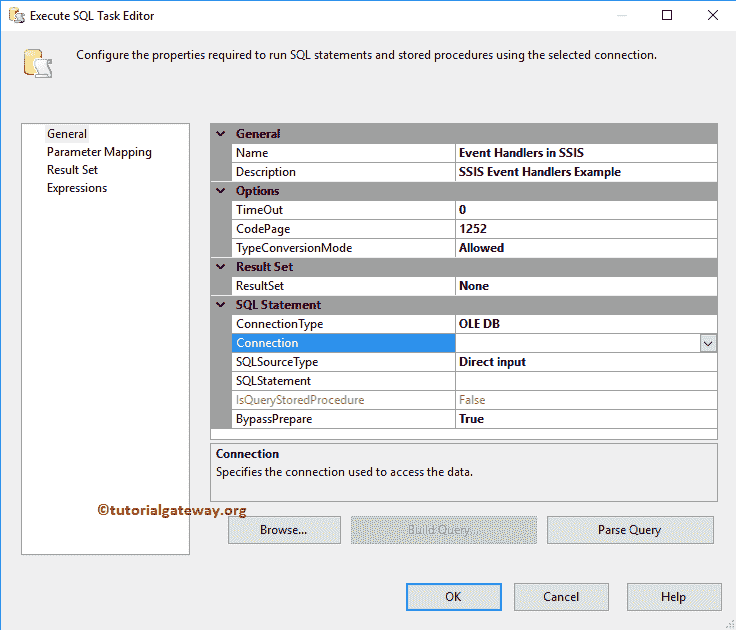 Execute SQL Task Editor
Configure the properties required to run SQL statements and stored procedures using the selected connection.
General
Parameter Mapping
Result Set
Expressions
General
Name Event Handlers in SSIS
Description SSIS Event Handlers Example
Options
TimeOut 0
CodePage 1252
TypeConversionMode Allowed
Result Set
ResultSet None
SQL Statement
ConnectionType OLE DB
Connection
SQLSourceType Direct input
SQLStatement
IsQueryStoredProcedure False
BypassPrepare True
Connection
Specifies the connection used to access the data.
©tutorialgateway.org
Browse... Build Query... Parse Query
OK Cancel Help